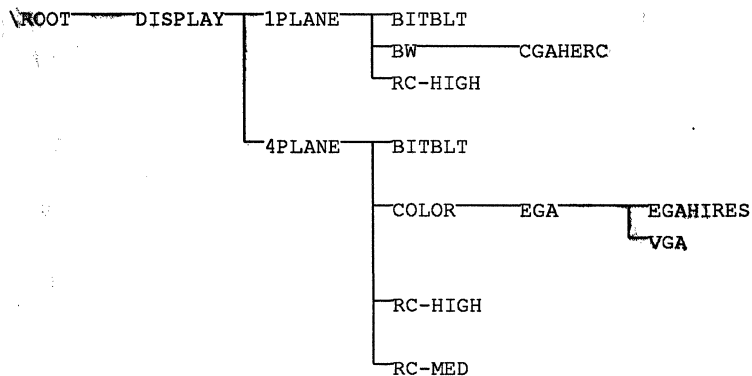 \ROOT DISPLAY 1PLANE BITBLT
BW CGAHERC
RC-HIGH
4PLANE BITBLT
COLOR EGA EGAHIRES
VGA
RC-HIGH
RC-MED